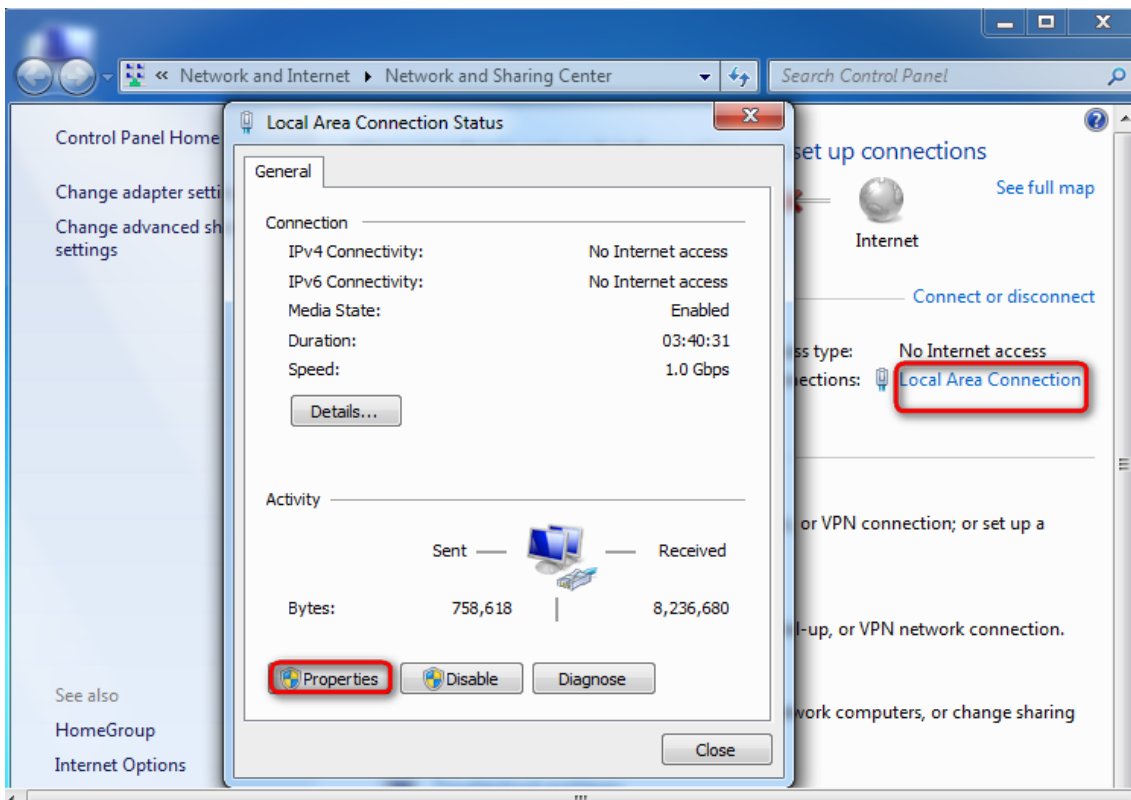 « Network and Internet ▸ Network and Sharing Center
Search Control Panel
Control Panel Home
Change adapter setti
Change advanced sh
settings
See also
HomeGroup
Internet Options
Local Area Connection Status
General
Connection
IPv4 Connectivity: No Internet access
IPv6 Connectivity: No Internet access
Media State: Enabled
Duration: 03:40:31
Speed: 1.0 Gbps
Details...
Activity
Sent Received
Bytes: 758,618 8,236,680
Properties Disable Diagnose
Close
set up connections
See full map
Internet
Connect or disconnect
ss type: No Internet access
ections: Local Area Connection
or VPN connection; or set up a
l-up, or VPN network connection.
work computers, or change sharing